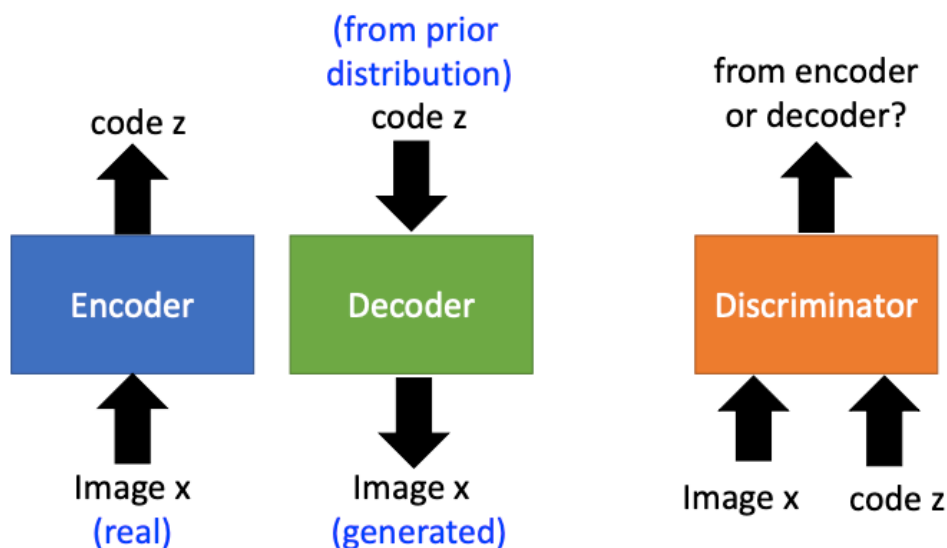 code z
Encoder
Image x
(real)
(from prior
distribution)
code z
Decoder
Image x
(generated)
from encoder
or decoder?
Discriminator
Image x
code z